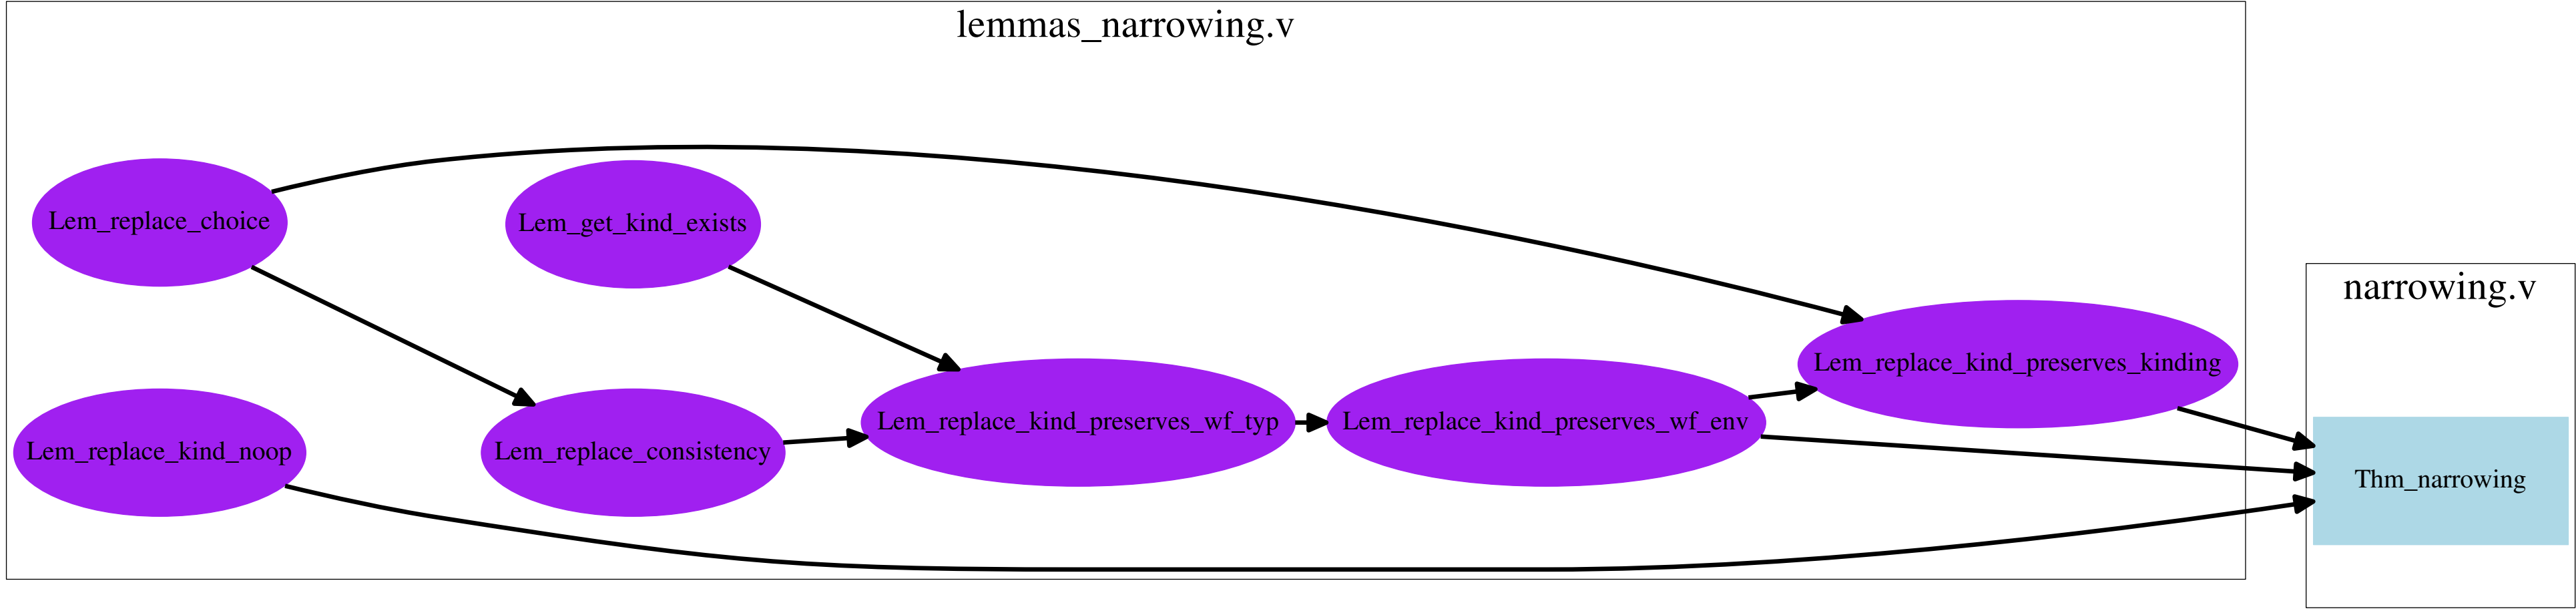 lemmas_narrowing.v
Lem_replace_choice
Lem_get_kind_exists
narrowing.v
Lem_replace_kind_preserves_kinding
Lem_replace_kind_preserves_wf_typ
Lem_replace_kind_preserves_wf_env
Lem_replace_kind_noop
Lem_replace_consistency
Thm_narrowing